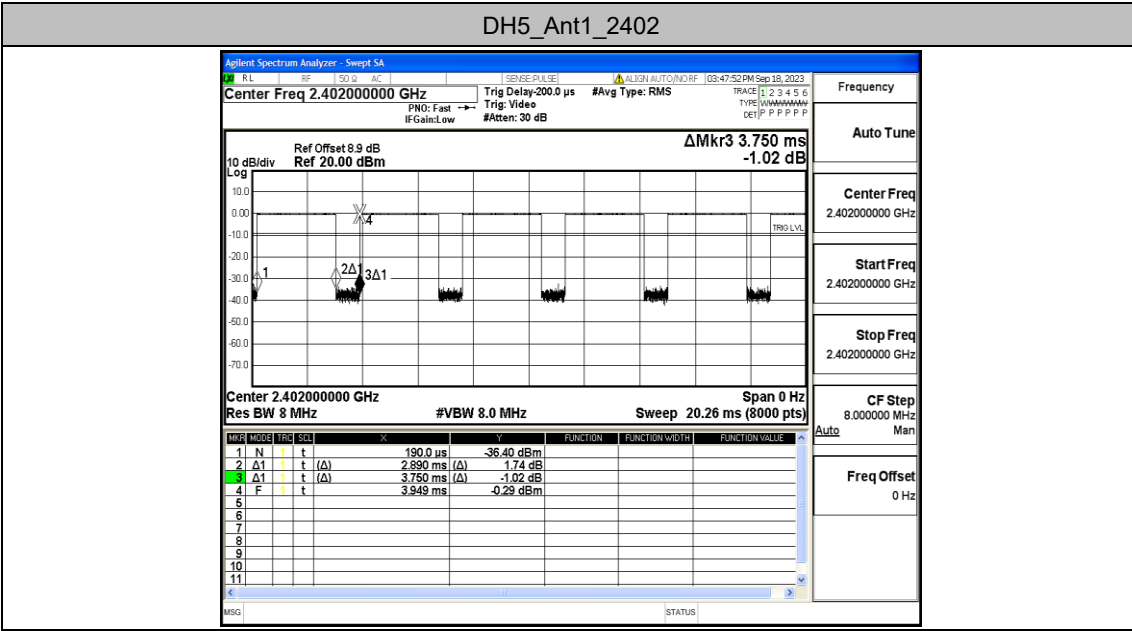 DH5_Ant1_2402
Agilent Spectrum Analyzer - Swept SA
LXI RL RF 50 Ω AC SENSE:PULSE ALIGN AUTO/NO RF 03:47:52 PM Sep 18, 2023
Center Freq 2.402000000 GHz
PNO: Fast
IFGain:Low
Trig Delay-200.0 µs
Trig: Video
#Atten: 30 dB
#Avg Type: RMS
TRACE 1 2 3 4 5 6
TYPE
DET P P P P P P
Ref Offset 8.9 dB
10 dB/div Ref 20.00 dBm
Log
ΔMkr3 3.750 ms
-1.02 dB
10.0
0.00
-10.0
-20.0
-30.0
-40.0
-50.0
-60.0
-70.0
4
TRIG LVL
1
2Δ1
3Δ1
Center 2.402000000 GHz Span 0 Hz
Res BW 8 MHz #VBW 8.0 MHz Sweep 20.26 ms (8000 pts)
MKR MODE TRC SCL X Y FUNCTION FUNCTION WIDTH FUNCTION VALUE
1 N 1 t 190.0 µs -36.40 dBm
2 Δ1 1 t (Δ) 2.890 ms (Δ) 1.74 dB
3 Δ1 1 t (Δ) 3.750 ms (Δ) -1.02 dB
4 F 1 t 3.949 ms -0.29 dBm
5
6
7
8
9
10
11
MSG STATUS
Frequency
Auto Tune
Center Freq
2.402000000 GHz
Start Freq
2.402000000 GHz
Stop Freq
2.402000000 GHz
CF Step
8.000000 MHz
Auto Man
Freq Offset
0 Hz